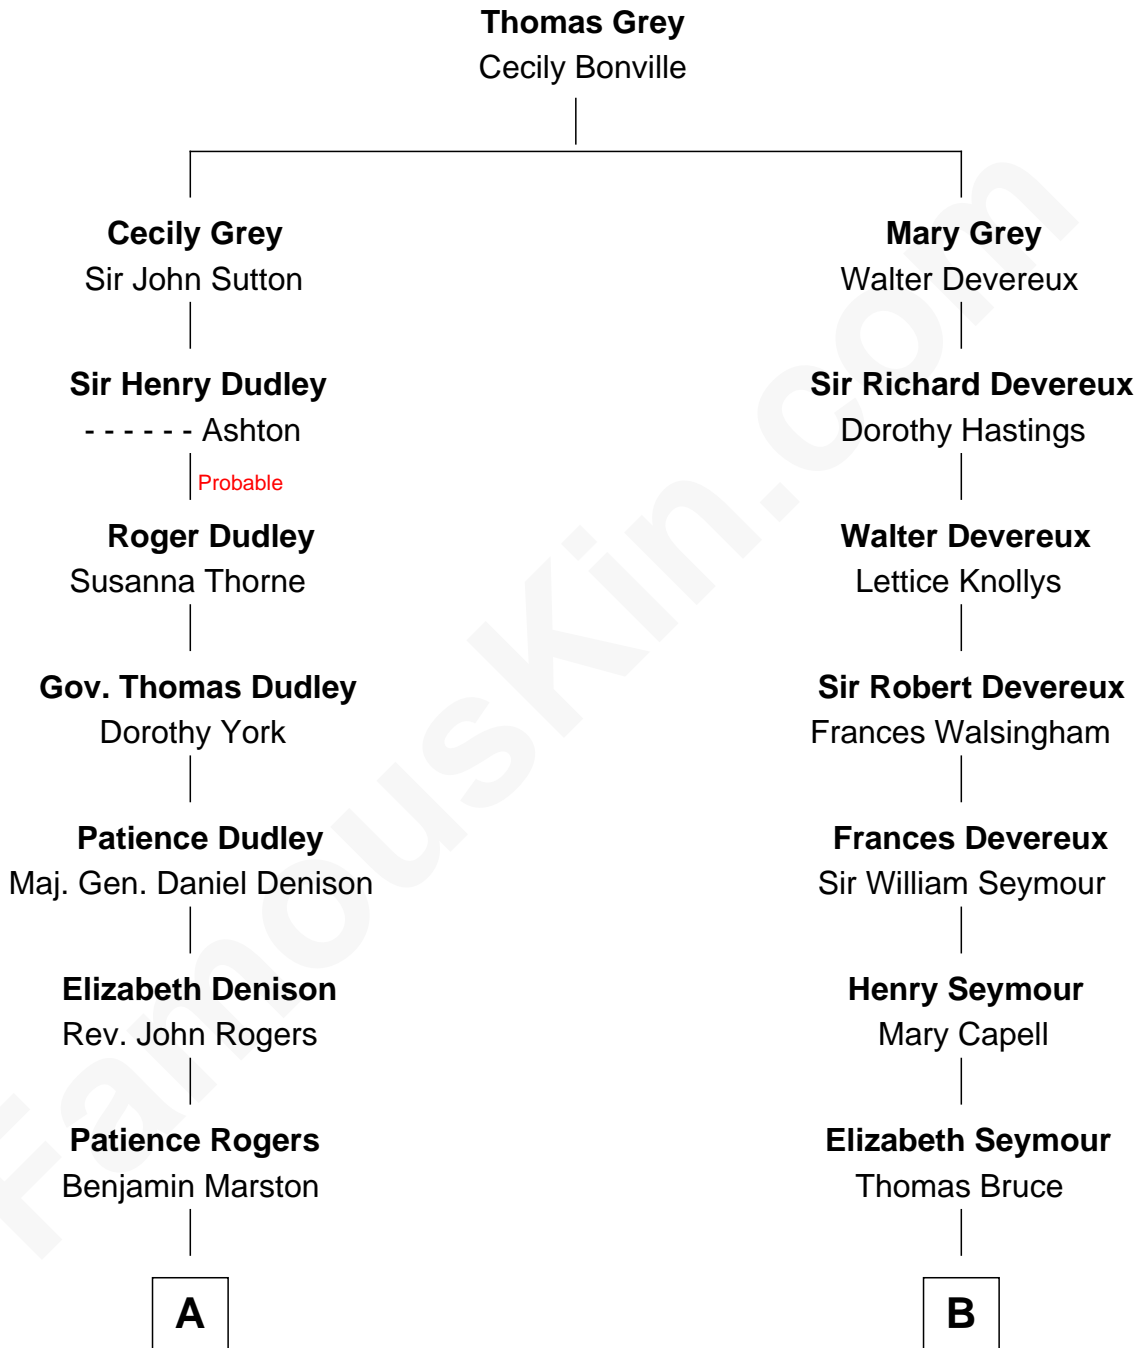 Thomas Grey
Cecily Bonville
Cecily Grey
Sir John Sutton
Mary Grey
Walter Devereux
Sir Henry Dudley
- - - - - - Ashton
Probable
Sir Richard Devereux
Dorothy Hastings
Roger Dudley
Susanna Thorne
Walter Devereux
Lettice Knollys
Gov. Thomas Dudley
Dorothy York
Sir Robert Devereux
Frances Walsingham
Patience Dudley
Maj. Gen. Daniel Denison
Frances Devereux
Sir William Seymour
Elizabeth Denison
Rev. John Rogers
Henry Seymour
Mary Capell
Patience Rogers
Benjamin Marston
Elizabeth Seymour
Thomas Bruce
A
B
FamousKin.com